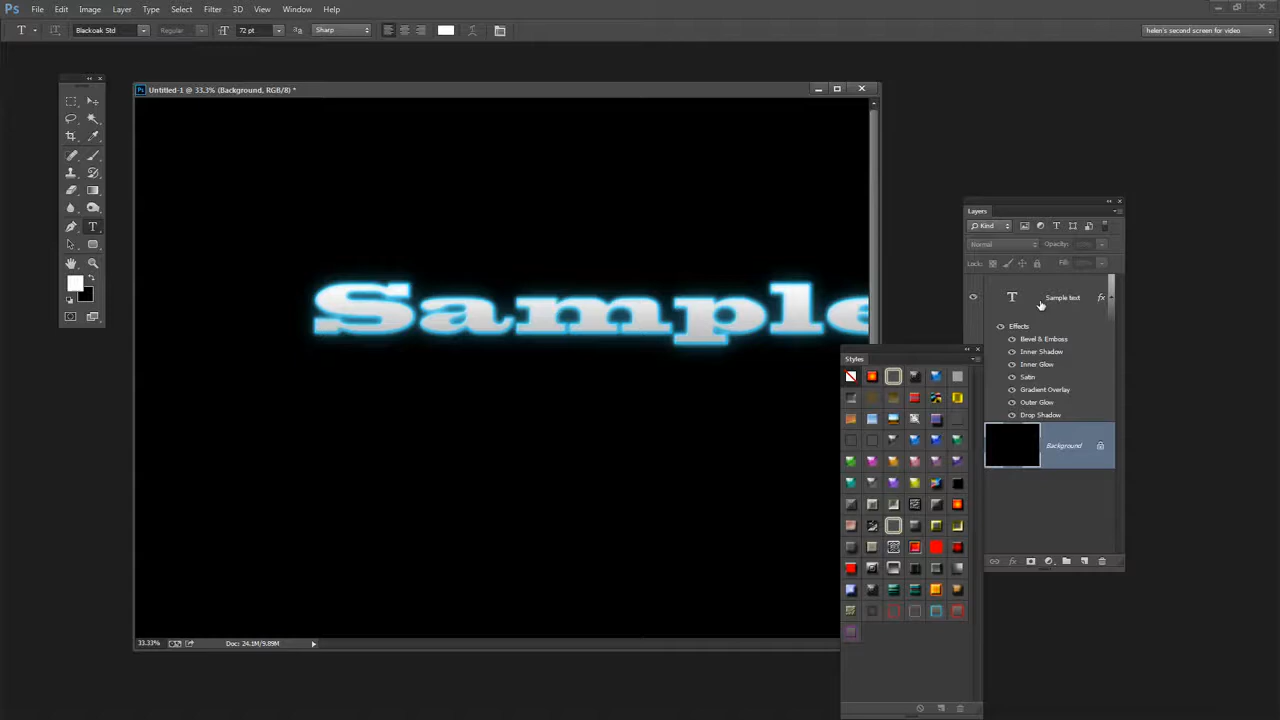 Ps File Edit Image Layer Type Select Filter 3D View Window Help
T Blackoak Std Regular 72 pt aa Sharp helen's second screen for video
Untitled-1 @ 33.3% (Background, RGB/8) *
Sample
Layers
Kind
Normal Opacity:
Lock: Fill:
T Sample text fx
Effects
Bevel & Emboss
Inner Shadow
Inner Glow
Satin
Gradient Overlay
Outer Glow
Drop Shadow
Background
Styles
33.33% Doc: 24.1M/9.89M